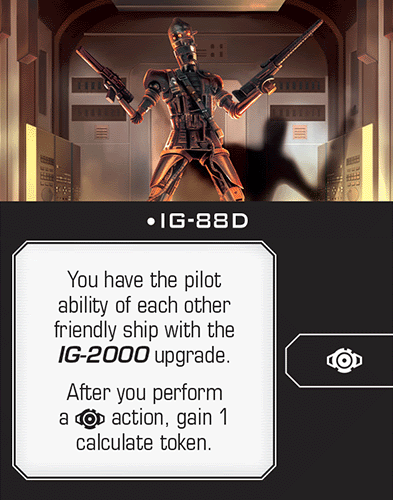 •IG-88D
You have the pilot
ability of each other
friendly ship with the
IG-2000 upgrade.
After you perform
a action, gain 1
calculate token.